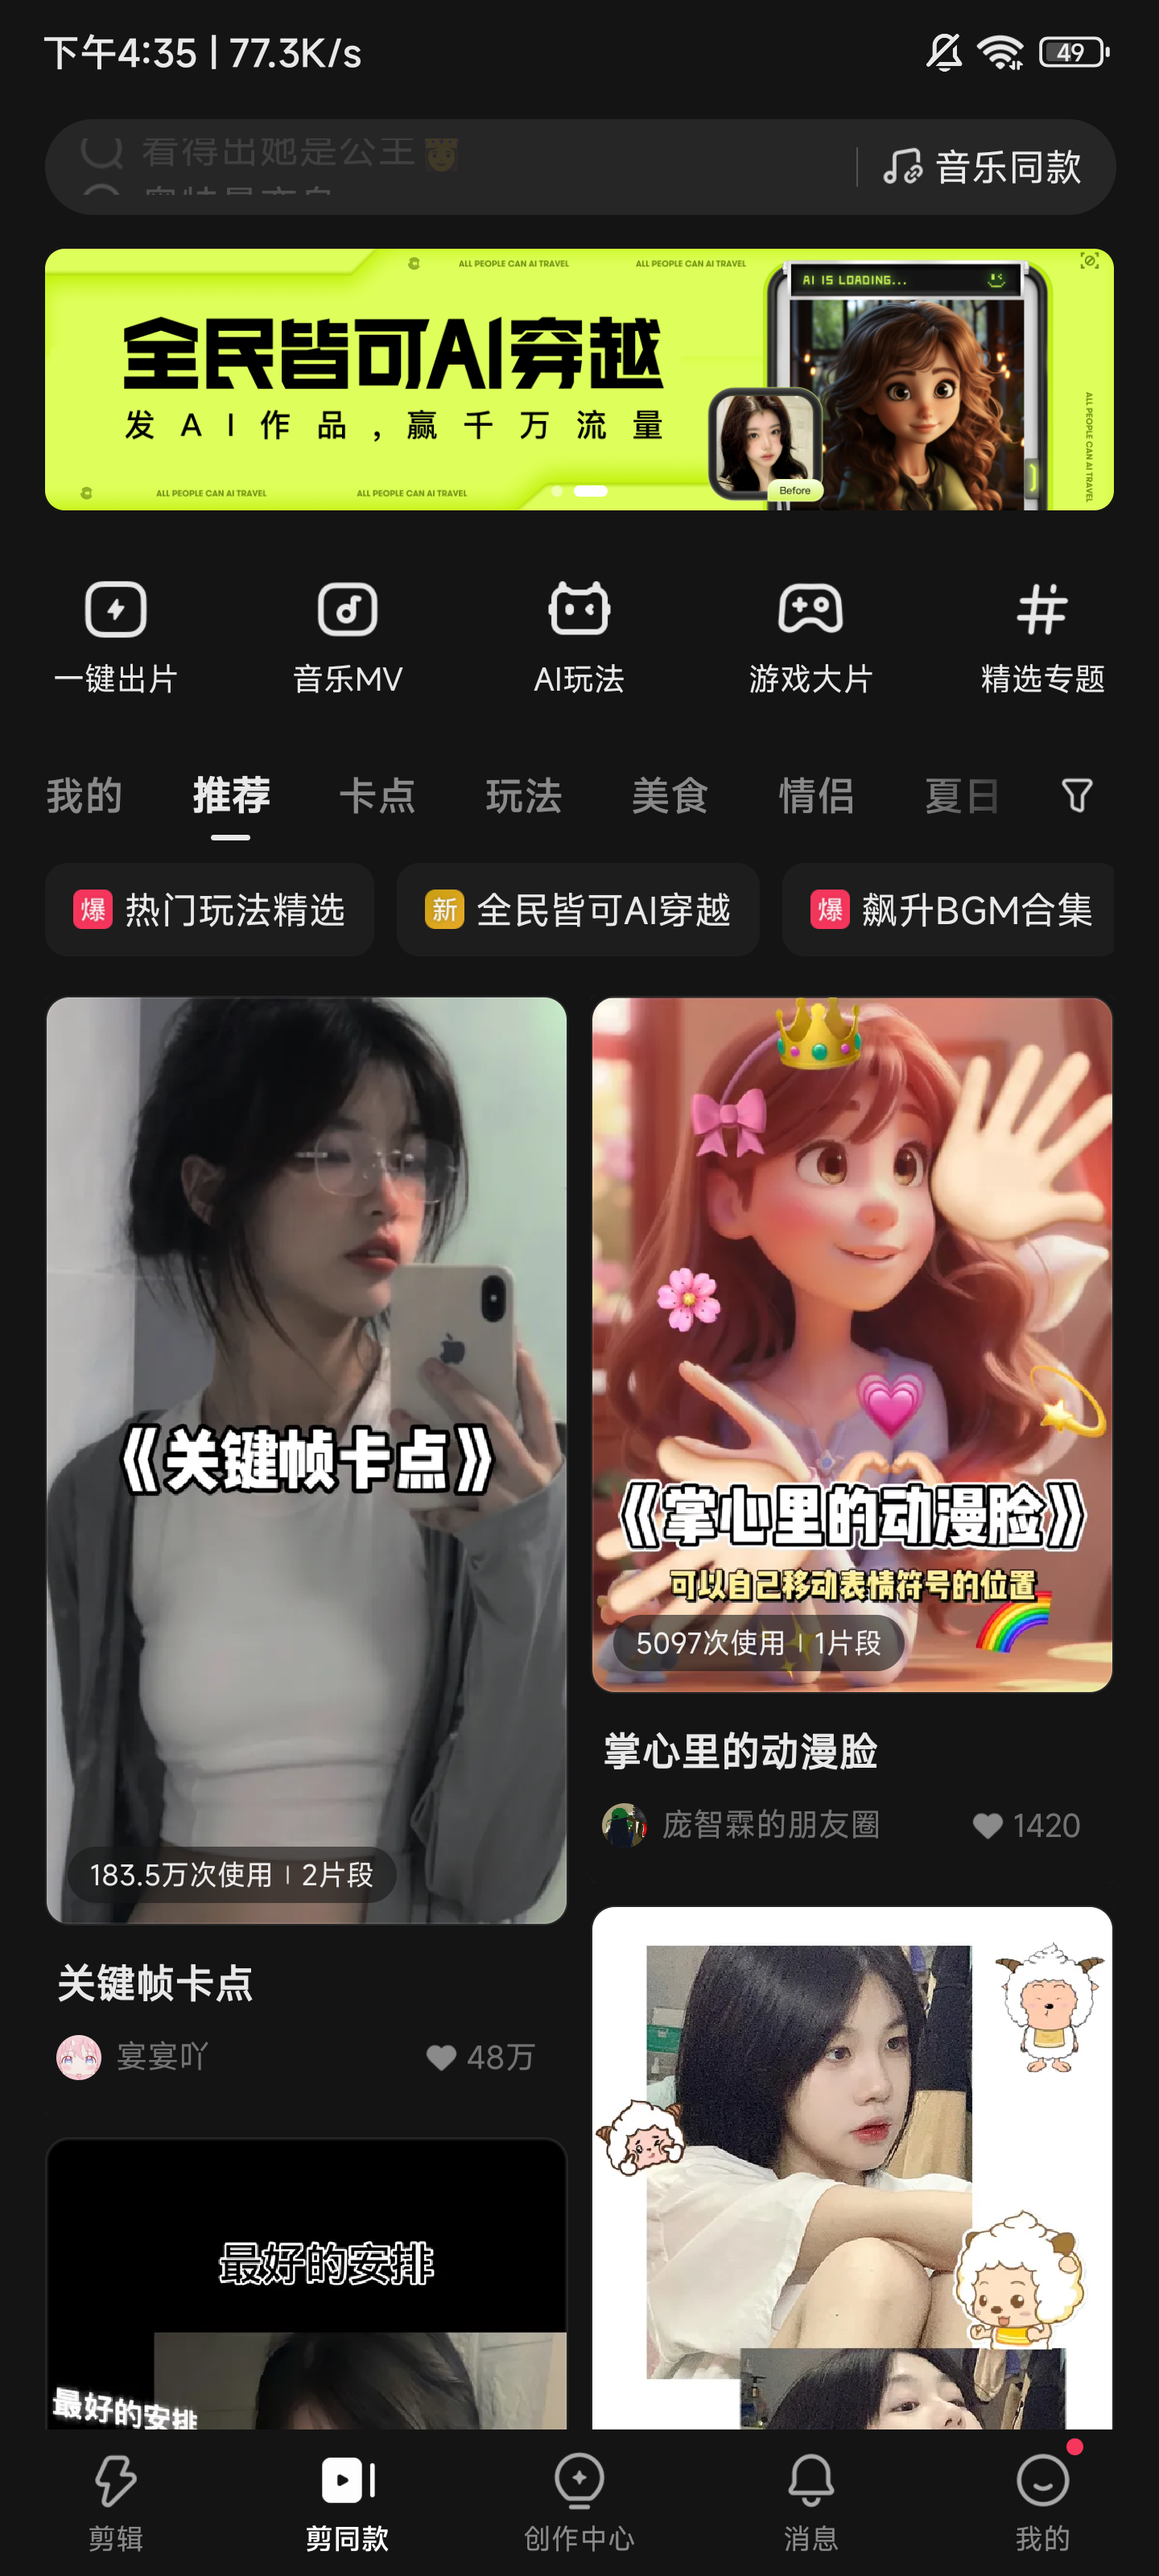 下午4:35 | 77.3K/s
49
看得出她是公主👸
音乐同款
ALL PEOPLE CAN AI TRAVEL
ALL PEOPLE CAN AI TRAVEL
AI IS LOADING...
全民皆可AI穿越
发AI作品,赢千万流量
Before
ALL PEOPLE CAN AI TRAVEL
ALL PEOPLE CAN AI TRAVEL
ALL PEOPLE CAN AI TRAVEL
一键出片
音乐MV
AI玩法
游戏大片
精选专题
我的
推荐
卡点
玩法
美食
情侣
夏日
爆 热门玩法精选
新 全民皆可AI穿越
爆 飙升BGM合集
《关键帧卡点》
183.5万次使用 | 2片段
关键帧卡点
宴宴吖
48万
《掌心里的动漫脸》
可以自己移动表情符号的位置
5097次使用 | 1片段
掌心里的动漫脸
庞智霖的朋友圈
1420
最好的安排
最好的安排
剪辑
剪同款
创作中心
消息
我的